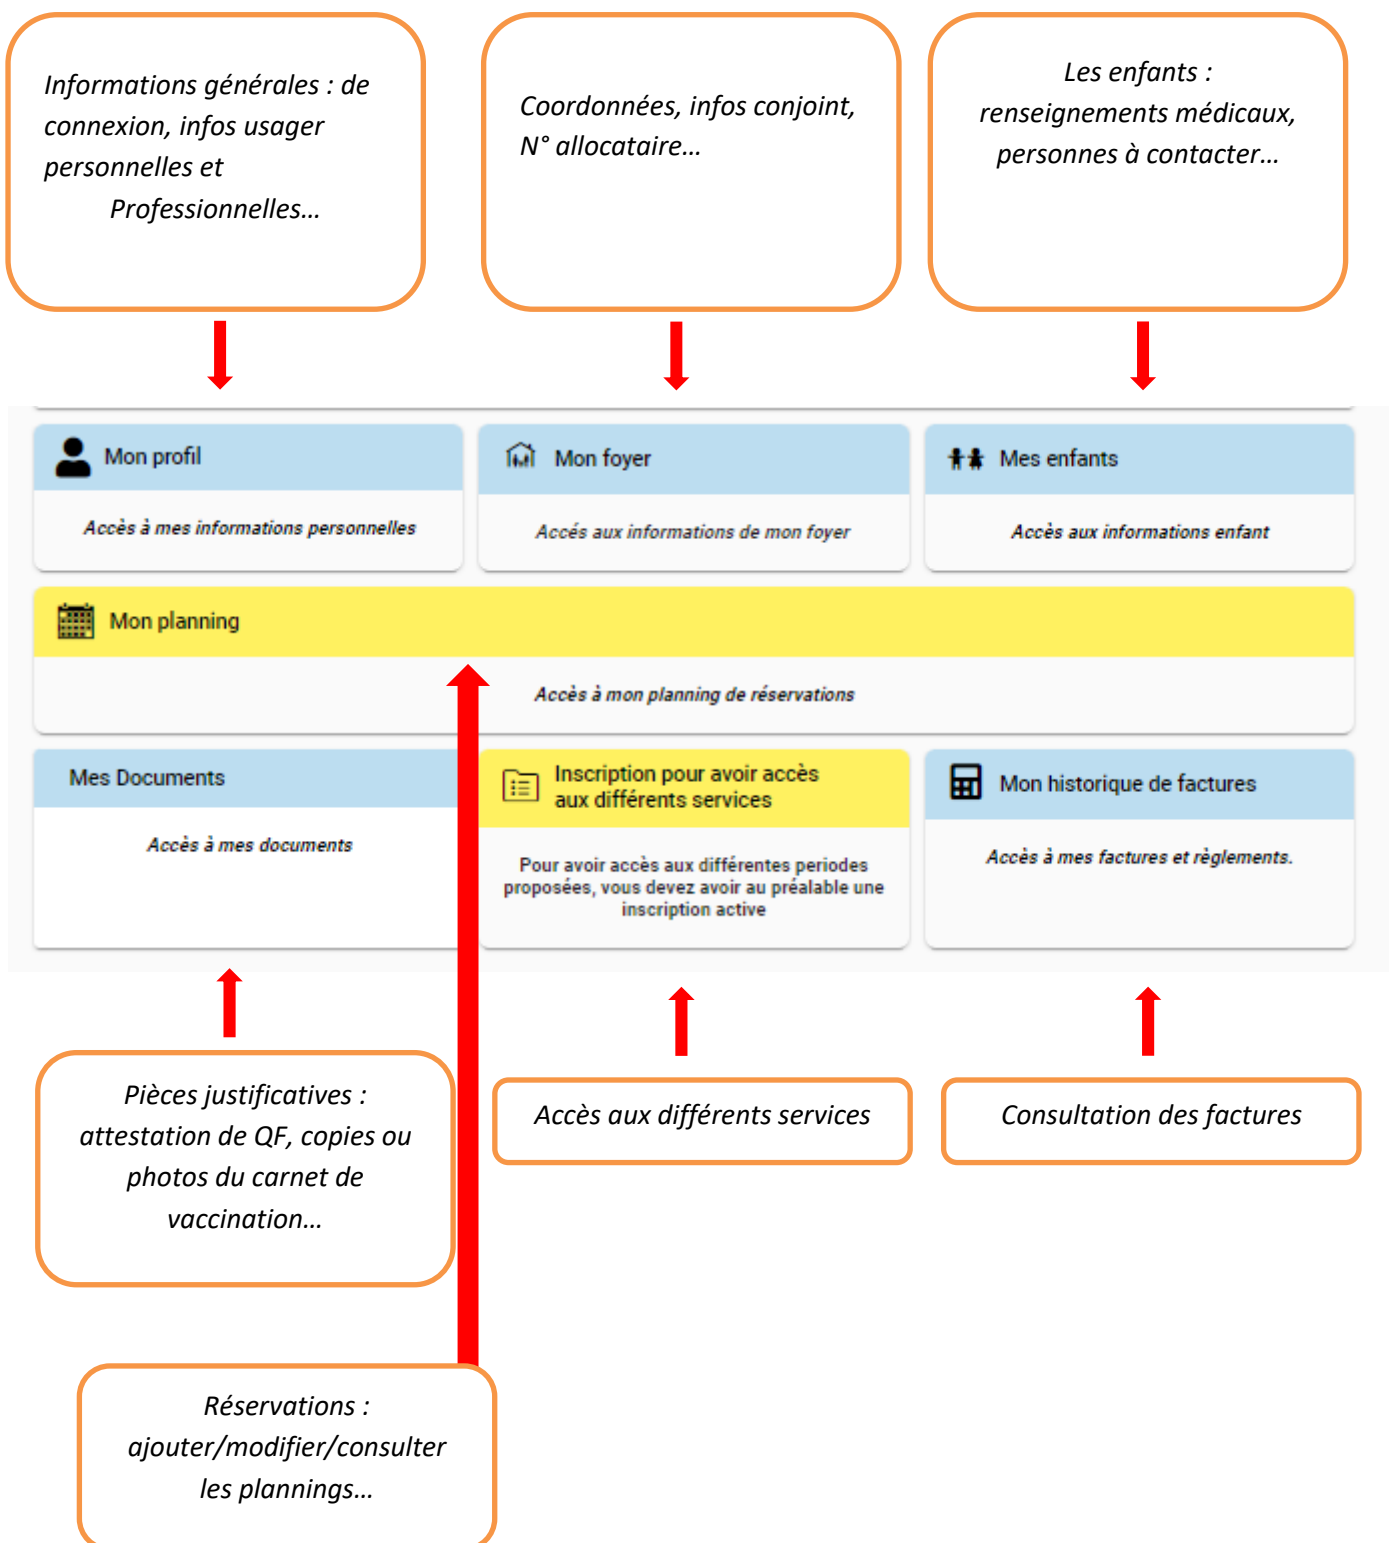 Informations générales : de
connexion, infos usager
personnelles et
Professionnelles…
Coordonnées, infos conjoint,
N° allocataire…
Les enfants :
renseignements médicaux,
personnes à contacter…
Mon profil
Accès à mes informations personnelles
Mon foyer
Accés aux informations de mon foyer
Mes enfants
Accès aux informations enfant
Mon planning
Accès à mon planning de réservations
Mes Documents
Accès à mes documents
Inscription pour avoir accès
aux différents services
Pour avoir accès aux différentes periodes
proposées, vous devez avoir au préalable une
inscription active
Mon historique de factures
Accès à mes factures et règlements.
Pièces justificatives :
attestation de QF, copies ou
photos du carnet de
vaccination…
Accès aux différents services
Consultation des factures
Réservations :
ajouter/modifier/consulter
les plannings…